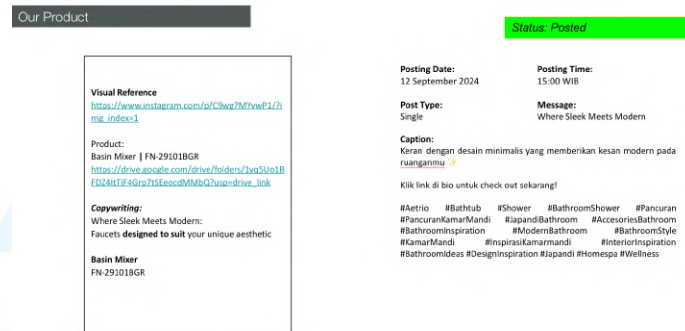 Our Product
Status: Posted
Visual Reference
https://www.instagram.com/p/C9wg7MYvwP1/?i
mg_index=1
Product:
Basin Mixer | FN-29101BGR
https://drive.google.com/drive/folders/1vg5Uo1B
FDZ4ItTiF4Grp7tSEeocdMMbQ?usp=drive_link
Copywriting:
Where Sleek Meets Modern:
Faucets designed to suit your unique aesthetic
Basin Mixer
FN-29101BGR
Posting Date:
12 September 2024
Posting Time:
15:00 WIB
Post Type:
Single
Message:
Where Sleek Meets Modern
Caption:
Keran dengan desain minimalis yang memberikan kesan modern pada
ruanganmu ✨
Klik link di bio untuk check out sekarang!
#Aetrio #Bathtub #Shower #BathroomShower #Pancuran
#PancuranKamarMandi #JapandiBathroom #AccesoriesBathroom
#BathroomInspiration #ModernBathroom #BathroomStyle
#KamarMandi #InspirasiKamarmandi #InteriorInspiration
#BathroomIdeas #DesignInspiration #Japandi #Homespa #Wellness